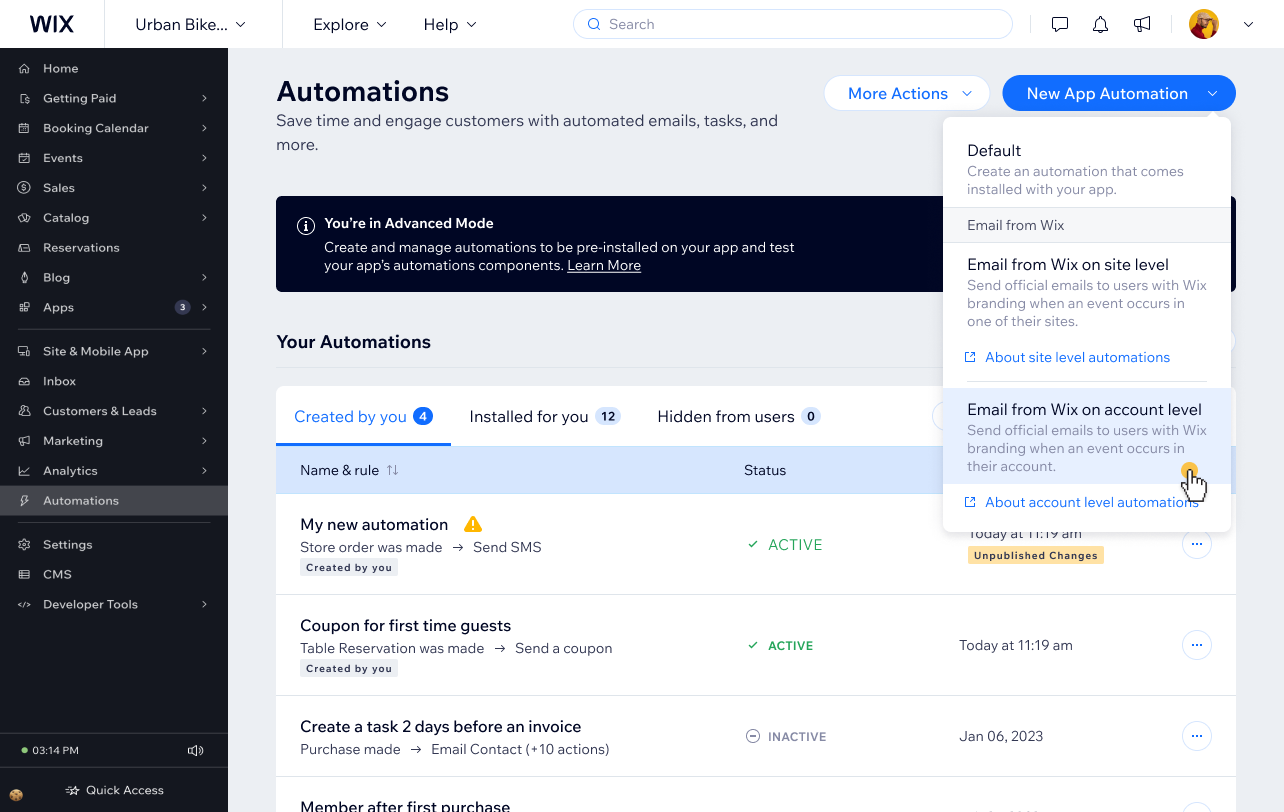 WIX
Urban Bike...
Explore
Help
Search
Home
Getting Paid
Booking Calendar
Events
Sales
Catalog
Reservations
Blog
Apps 3
Site & Mobile App
Inbox
Customers & Leads
Marketing
Analytics
Automations
Settings
CMS
Developer Tools
03:14 PM
Quick Access
Automations
Save time and engage customers with automated emails, tasks, and
more.
More Actions
New App Automation
Default
Create an automation that comes
installed with your app.
Email from Wix
Email from Wix on site level
Send official emails to users with Wix
branding when an event occurs in
one of their sites.
About site level automations
Email from Wix on account level
Send official emails to users with Wix
branding when an event occurs in
their account.
About account level automations
You're in Advanced Mode
Create and manage automations to be pre-installed on your app and test
your app's automations components. Learn More
Your Automations
Created by you 4
Installed for you 12
Hidden from users 0
Name & rule
Status
My new automation
Store order was made → Send SMS
Created by you
ACTIVE
Today at 11:19 am
Unpublished Changes
Coupon for first time guests
Table Reservation was made → Send a coupon
Created by you
ACTIVE
Today at 11:19 am
Create a task 2 days before an invoice
Purchase made → Email Contact (+10 actions)
INACTIVE
Jan 06, 2023
Member after first purchase